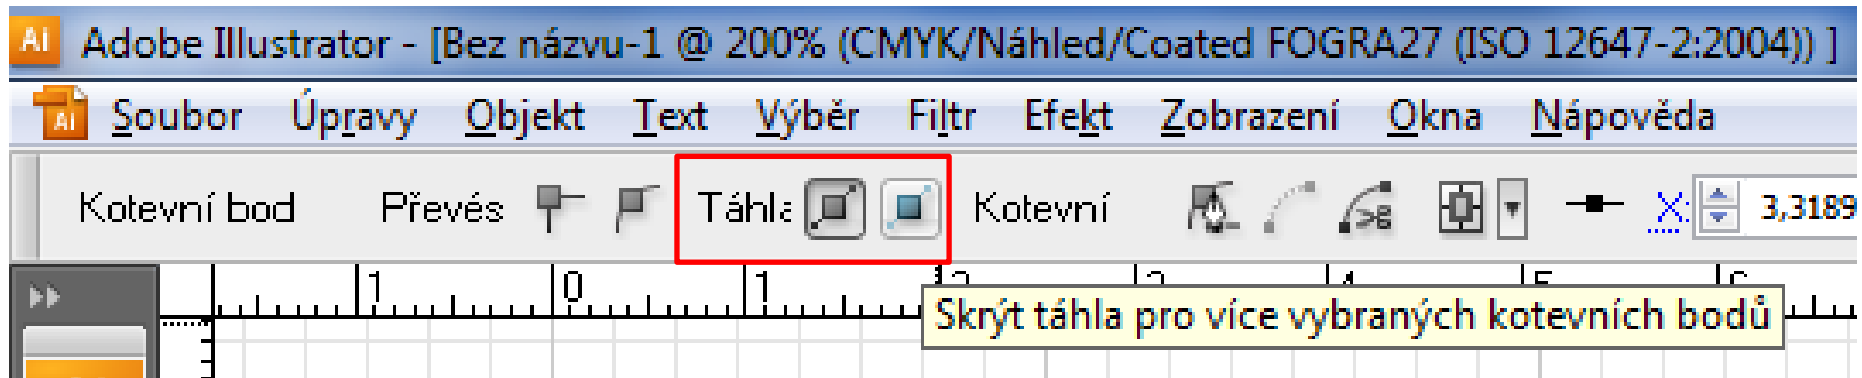 Ai Adobe Illustrator - [Bez názvu-1 @ 200% (CMYK/Náhled/Coated FOGRA27 (ISO 12647-2:2004)) ]
Ai Soubor Úpravy Objekt Text Výběr Filtr Efekt Zobrazení Okna Nápověda
Kotevní bod Převés Táhla Kotevní X: 3,3189
1 0 1 2 3 4 5 6
Skrýt táhla pro více vybraných kotevních bodů